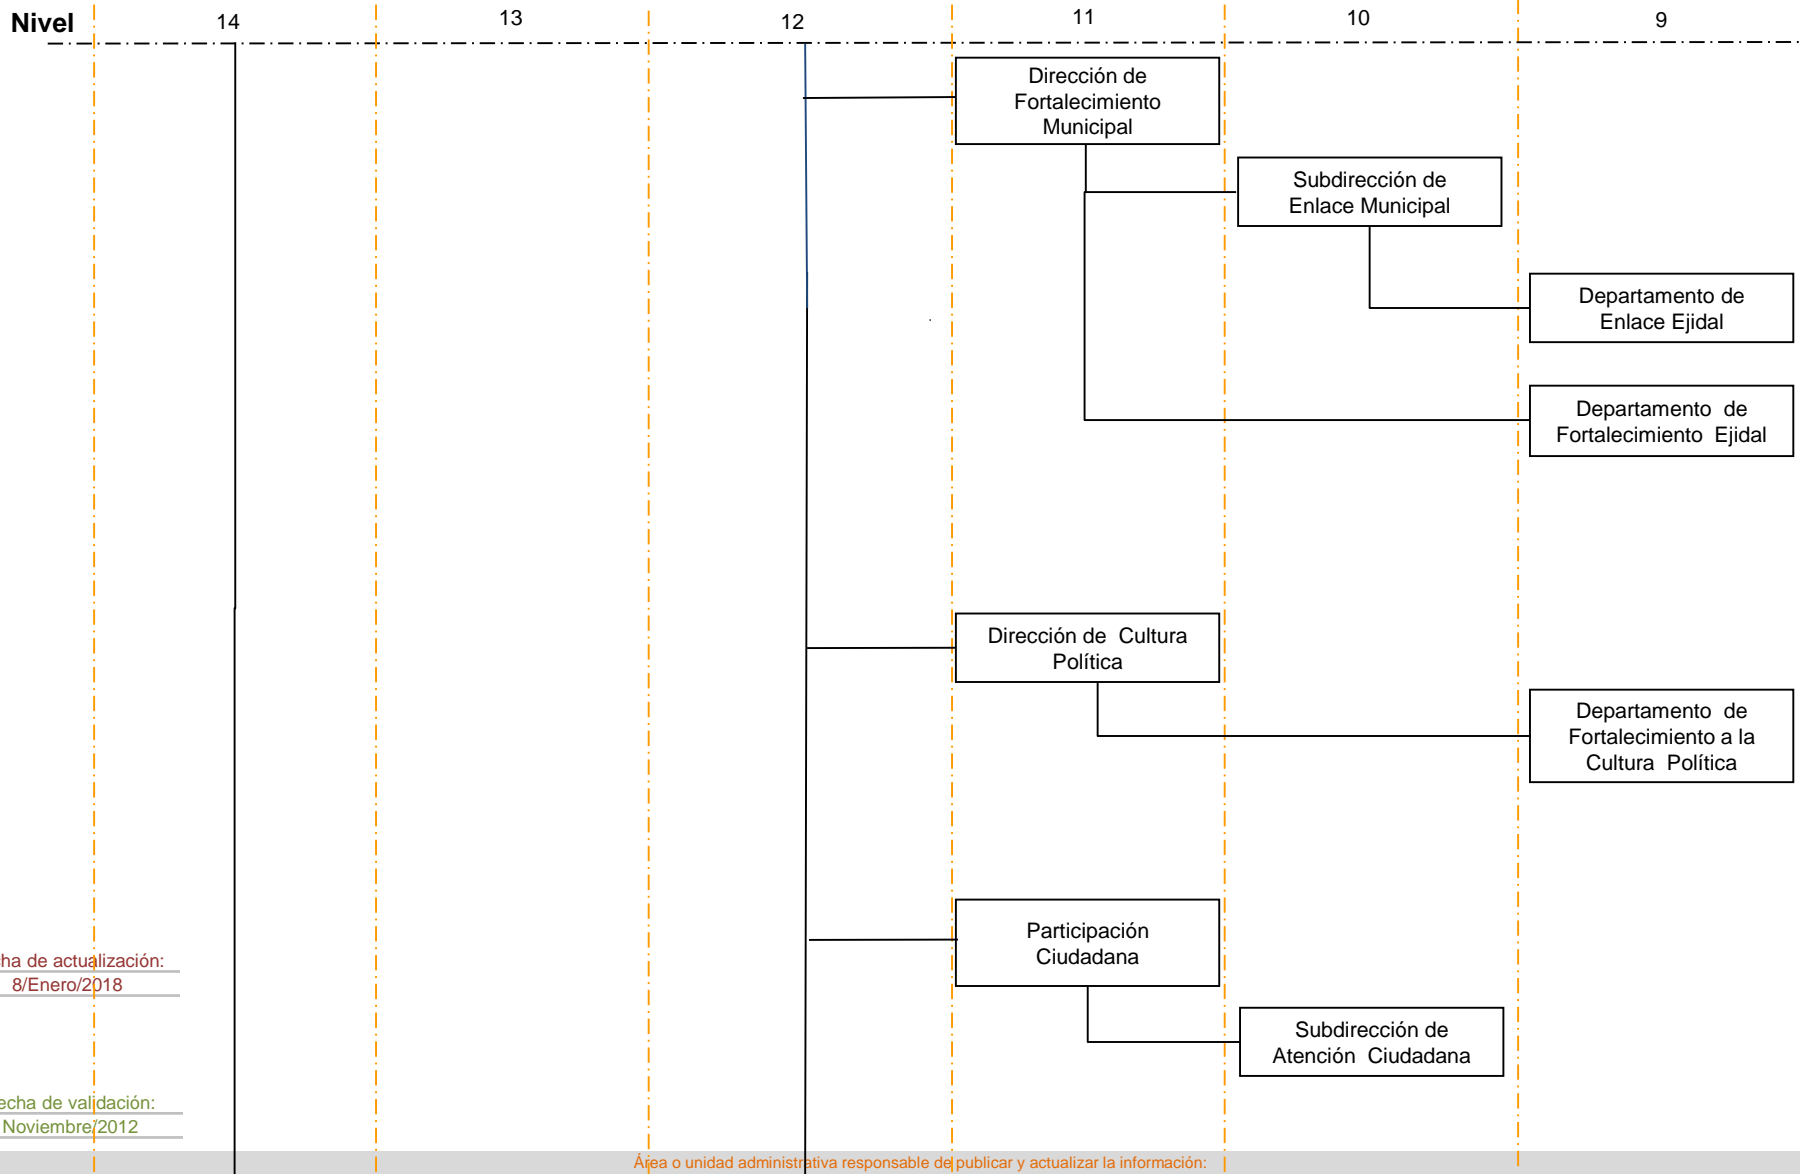 Nivel 14 13 12 11 10 9
Dirección de
Fortalecimiento
Municipal
Subdirección de
Enlace Municipal
Departamento de
Enlace Ejidal
Departamento de
Fortalecimiento Ejidal
Dirección de Cultura
Política
Departamento de
Fortalecimiento a la
Cultura Política
Participación
Ciudadana
Subdirección de
Atención Ciudadana
cha de actualización:
8/Enero/2018
echa de validación:
Noviembre/2012
Área o unidad administrativa responsable de publicar y actualizar la información: